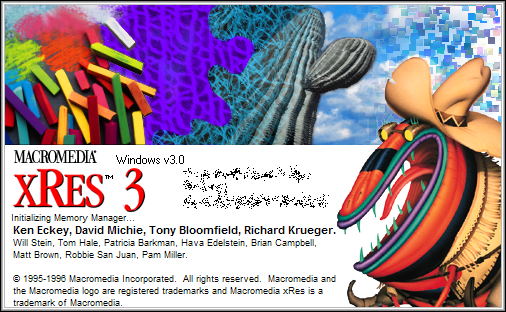 MACROMEDIA® Windows v3.0
xRES™ 3
Initializing Memory Manager...
Ken Eckey, David Michie, Tony Bloomfield, Richard Krueger.
Will Stein, Tom Hale, Patricia Barkman, Hava Edelstein, Brian Campbell,
Matt Brown, Robbie San Juan, Pam Miller.
© 1995-1996 Macromedia Incorporated. All rights reserved. Macromedia and
the Macromedia logo are registered trademarks and Macromedia xRes is a
trademark of Macromedia.